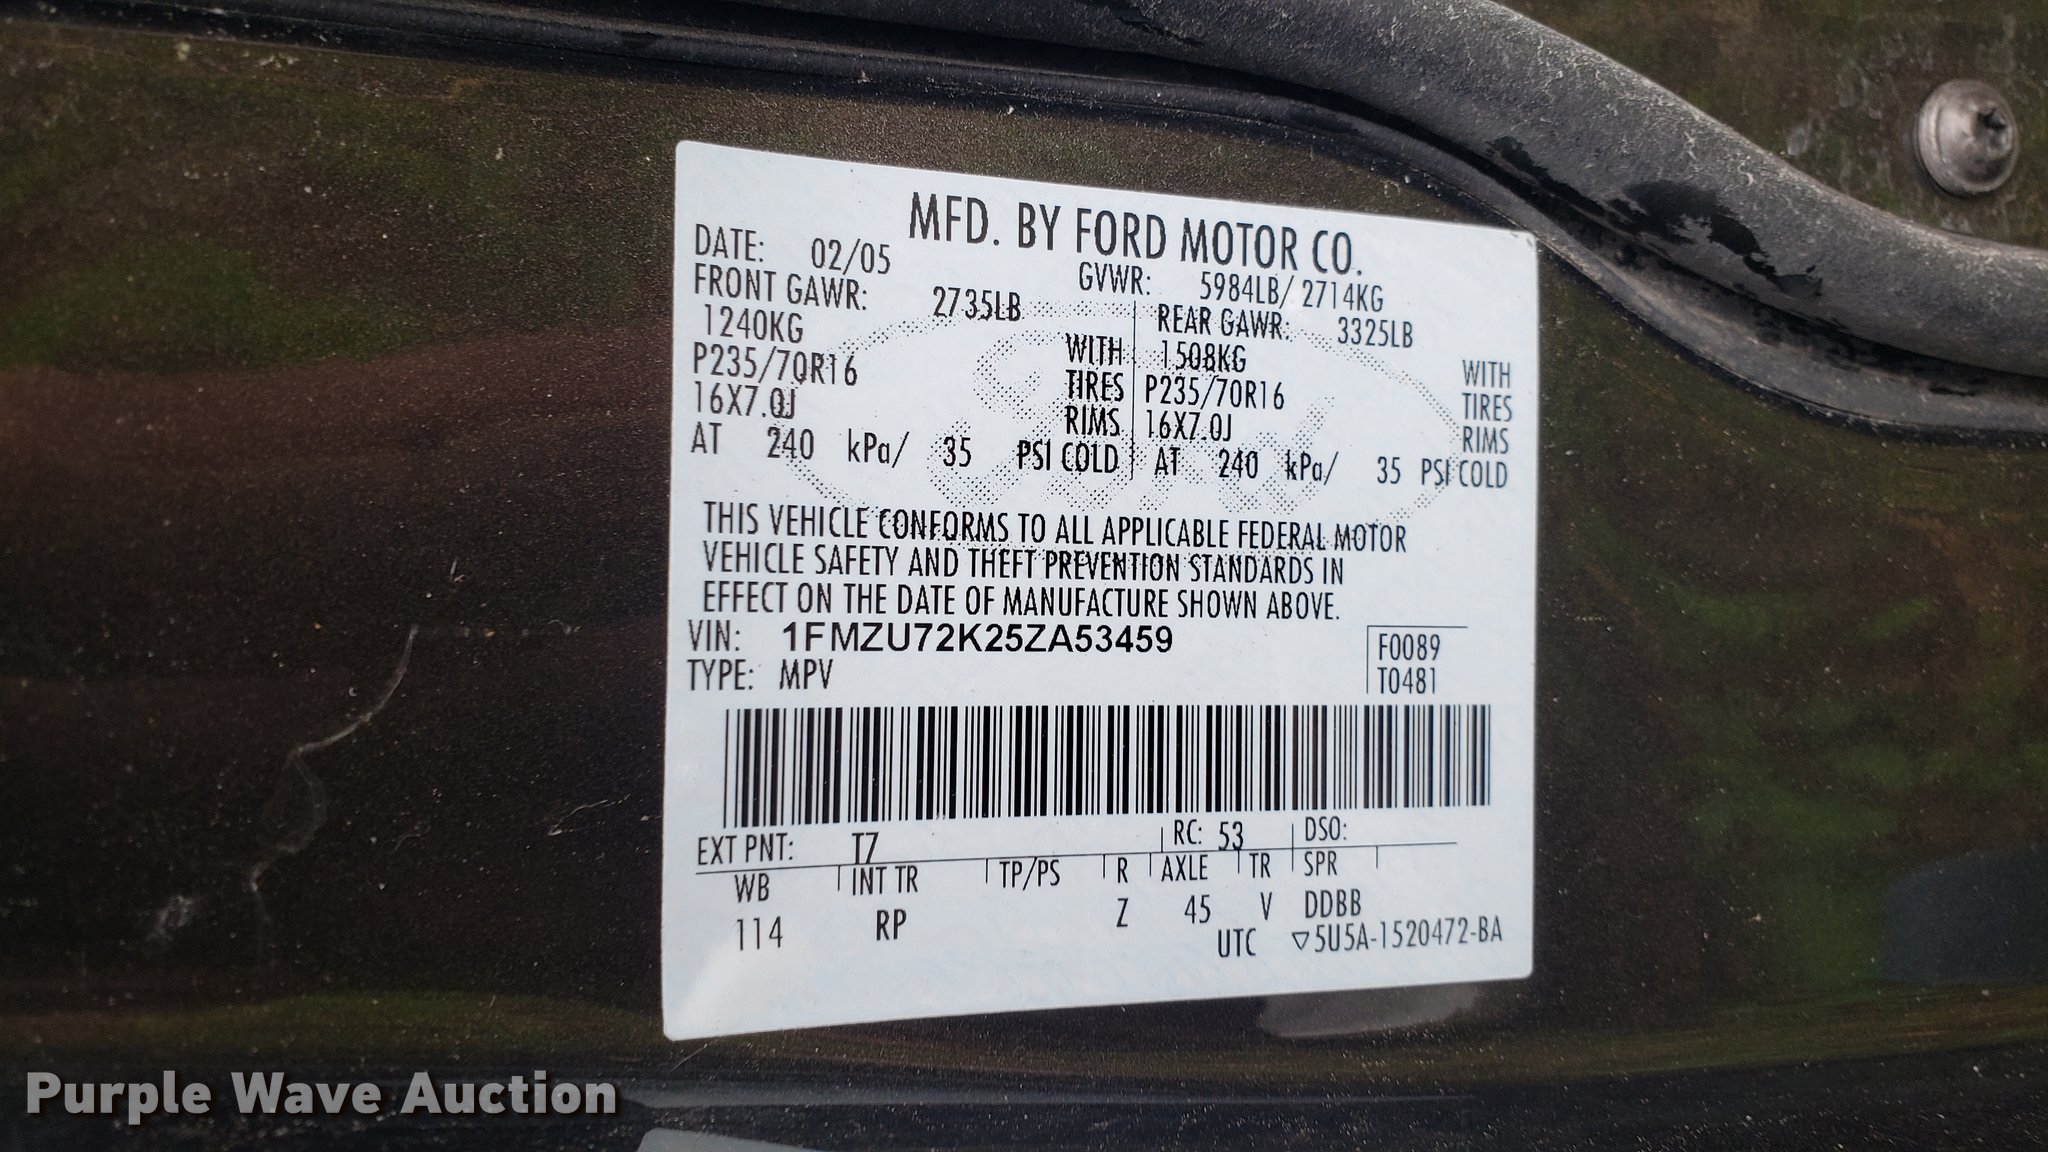 MFD. BY FORD MOTOR CO.
DATE: 02/05 GVWR: 5984LB/ 2714KG
FRONT GAWR: 2735LB REAR GAWR: 3325LB
1240KG WITH 1508KG WITH
P235/70R16 TIRES P235/70R16 TIRES
16X7.0J RIMS 16X7.0J RIMS
AT 240 kPa/ 35 PSI COLD AT 240 kPa/ 35 PSI COLD
THIS VEHICLE CONFORMS TO ALL APPLICABLE FEDERAL MOTOR
VEHICLE SAFETY AND THEFT PREVENTION STANDARDS IN
EFFECT ON THE DATE OF MANUFACTURE SHOWN ABOVE.
VIN: 1FMZU72K25ZA53459 F0089
TYPE: MPV T0481
EXT PNT: T7 RC: 53 DSO:
WB INT TR TP/PS R AXLE TR SPR
114 RP Z 45 V DDBB
UTC ▽5U5A-1520472-BA
Purple Wave Auction